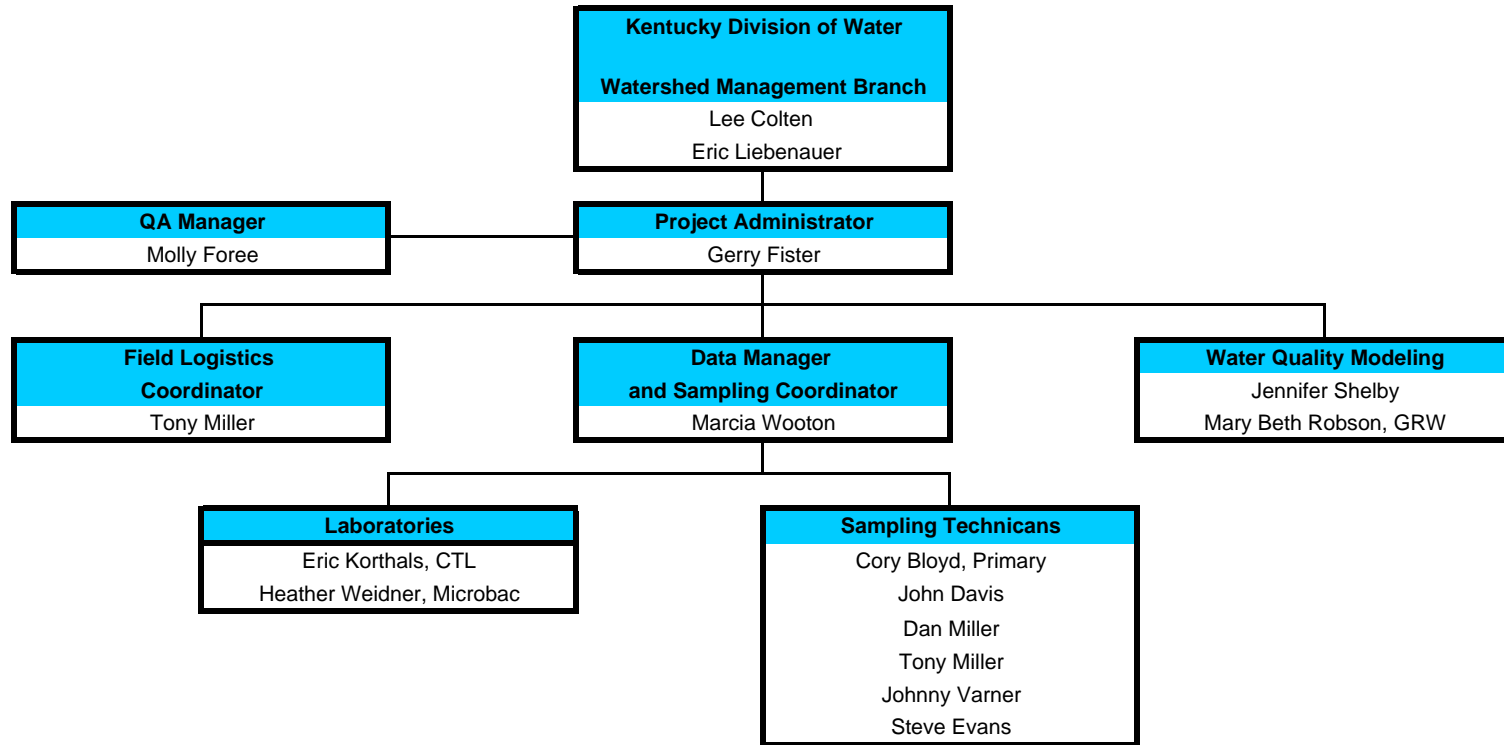 Kentucky Division of Water
Watershed Management Branch
Lee Colten
Eric Liebenauer
QA Manager
Molly Foree
Project Administrator
Gerry Fister
Field Logistics
Coordinator
Tony Miller
Data Manager
and Sampling Coordinator
Marcia Wooton
Water Quality Modeling
Jennifer Shelby
Mary Beth Robson, GRW
Laboratories
Eric Korthals, CTL
Heather Weidner, Microbac
Sampling Technicans
Cory Bloyd, Primary
John Davis
Dan Miller
Tony Miller
Johnny Varner
Steve Evans